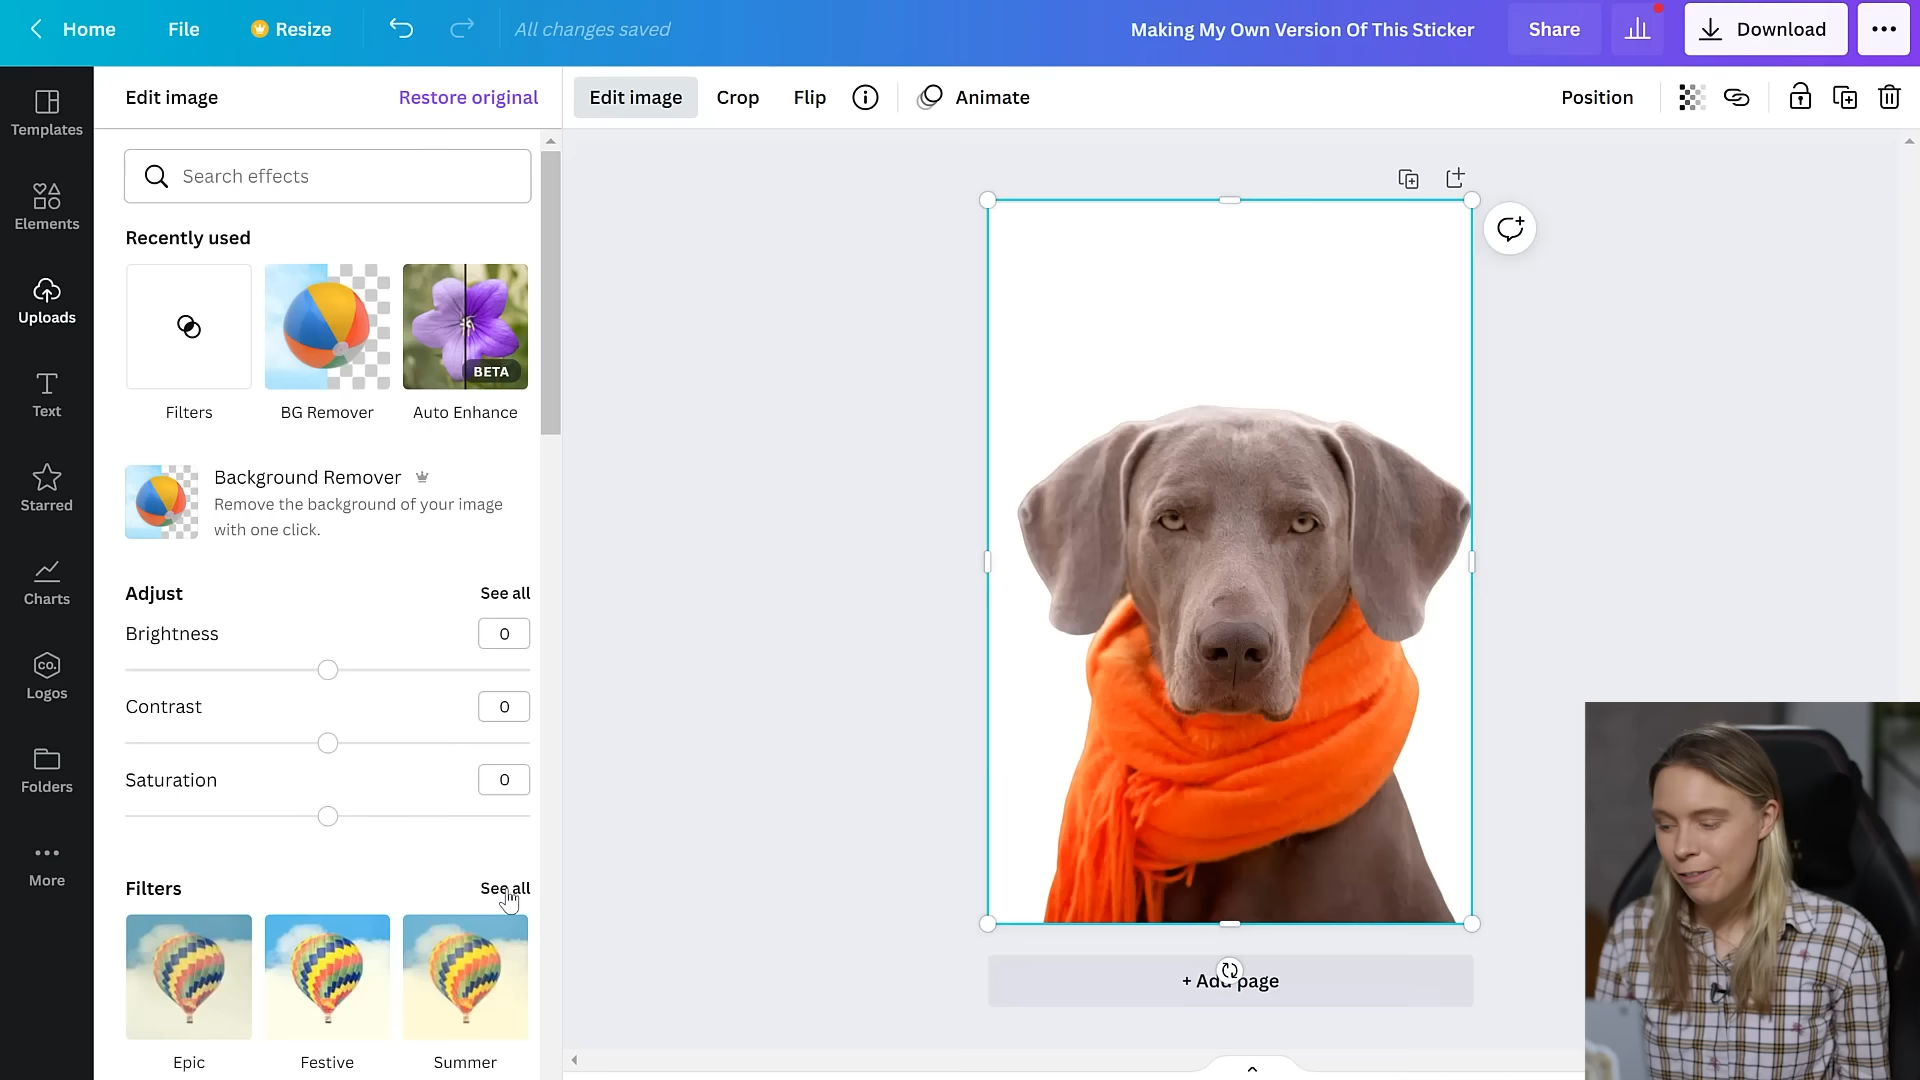 Home
File
Resize
All changes saved
Making My Own Version Of This Sticker
Share
Download
Templates
Elements
Uploads
Text
Starred
Charts
CO.
Logos
Folders
More
Edit image
Restore original
Search effects
Recently used
BETA
Filters
BG Remover
Auto Enhance
Background Remover
Remove the background of your image
with one click.
Adjust
See all
Brightness
0
Contrast
0
Saturation
0
Filters
See all
Epic
Festive
Summer
Edit image
Crop
Flip
Animate
Position
+ Add page